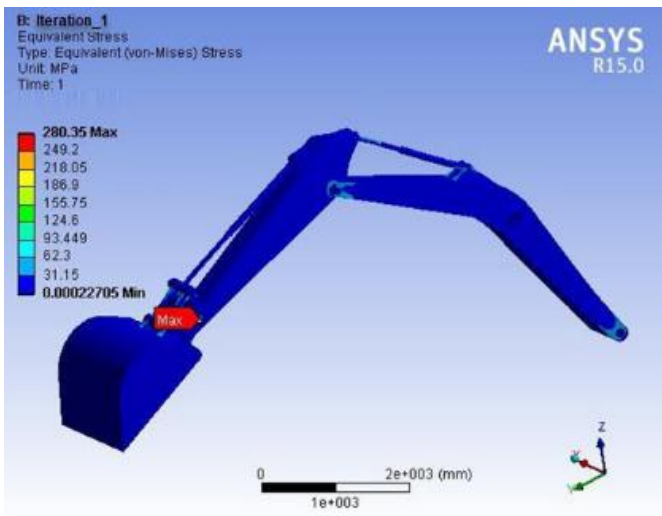 B: Iteration_1
Equivalent Stress
Type: Equivalent (von-Mises) Stress
Unit: MPa
Time: 1
ANSYS
R15.0
280.35 Max
249.2
218.05
186.9
155.75
124.6
93.449
62.3
31.15
0.00022705 Min
Max
Z
X
Y
0
2e+003 (mm)
1e+003